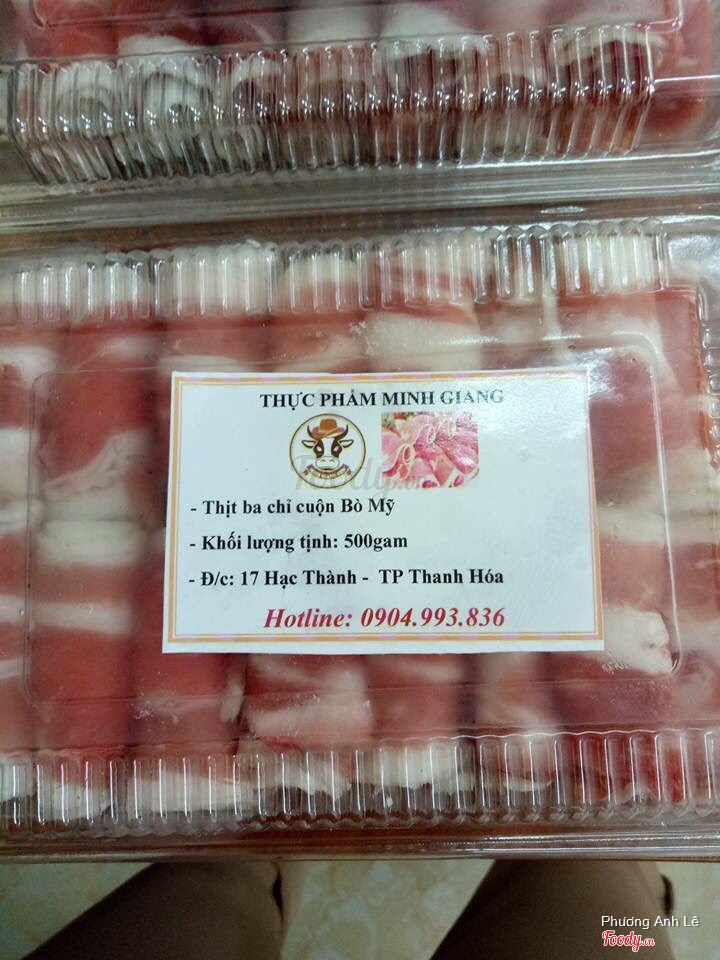 THỰC PHẨM MINH GIANG
- Thịt ba chỉ cuộn Bò Mỹ
- Khối lượng tịnh: 500gam
- Đ/c: 17 Hạc Thành - TP Thanh Hóa
Hotline: 0904.993.836
Phương Anh Lê
Foody.vn